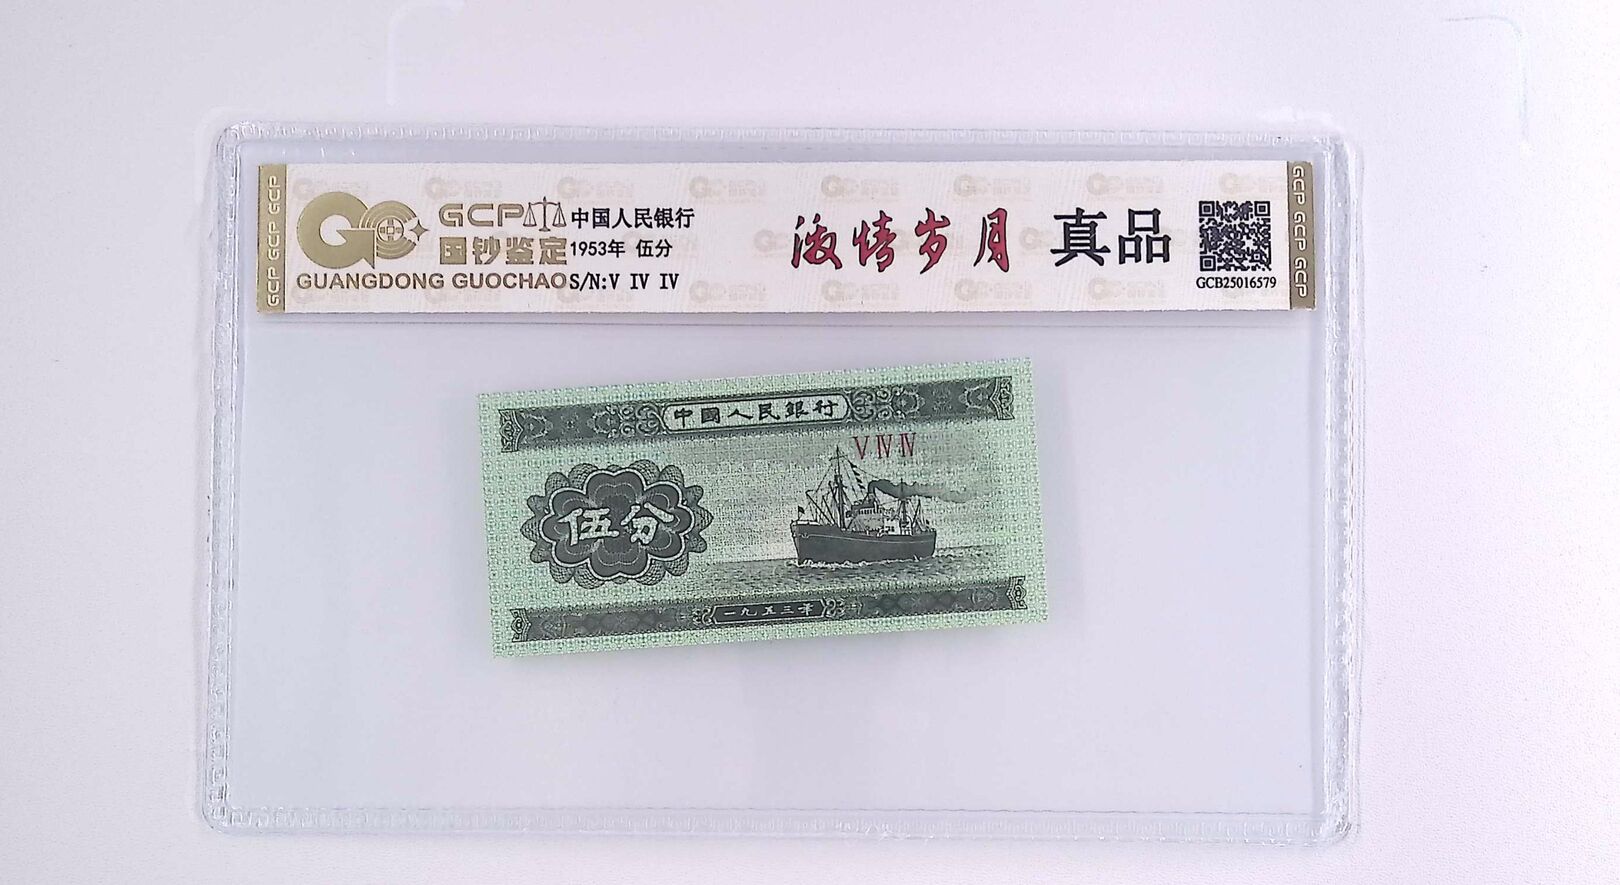 GCP GCP GCP
GCP
国钞鉴定
GUANGDONG GUOCHAO
中国人民银行
1953年 伍分
S/N:V IV IV
激情岁月
真品
GCB25016579
GCP GCP GCP
中國人民銀行
V IV IV
伍分
一九五三年